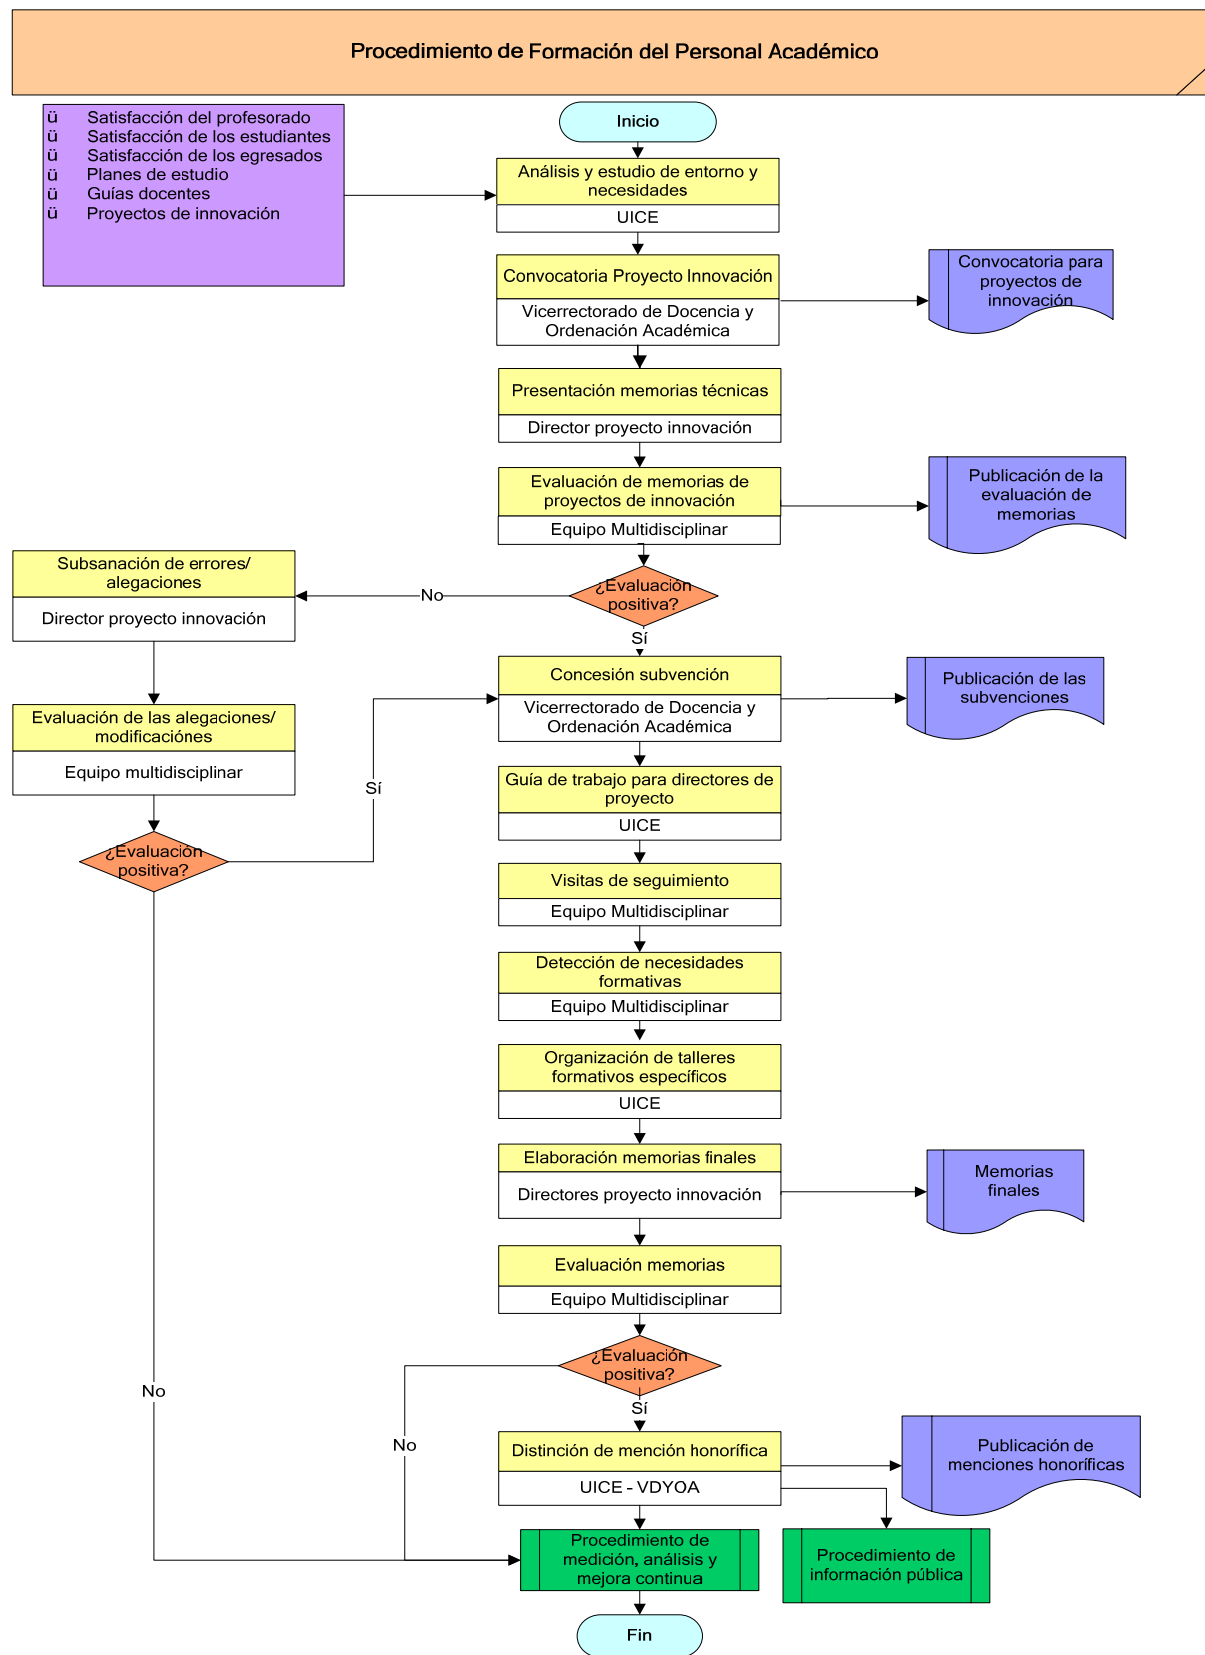 Procedimiento de Formación del Personal Académico
ü Satisfacción del profesorado
ü Satisfacción de los estudiantes
ü Satisfacción de los egresados
ü Planes de estudio
ü Guías docentes
ü Proyectos de innovación
Inicio
Análisis y estudio de entorno y
necesidades
UICE
Convocatoria Proyecto Innovación
Vicerrectorado de Docencia y
Ordenación Académica
Convocatoria para
proyectos de
innovación
Presentación memorias técnicas
Director proyecto innovación
Evaluación de memorias de
proyectos de innovación
Equipo Multidisciplinar
Publicación de la
evaluación de
memorias
¿Evaluación
positiva?
No
Sí
Subsanación de errores/
alegaciones
Director proyecto innovación
Evaluación de las alegaciones/
modificaciónes
Equipo multidisciplinar
¿Evaluación
positiva?
Sí
No
Concesión subvención
Vicerrectorado de Docencia y
Ordenación Académica
Publicación de las
subvenciones
Guía de trabajo para directores de
proyecto
UICE
Visitas de seguimiento
Equipo Multidisciplinar
Detección de necesidades
formativas
Equipo Multidisciplinar
Organización de talleres
formativos específicos
UICE
Elaboración memorias finales
Directores proyecto innovación
Memorias
finales
Evaluación memorias
Equipo Multidisciplinar
¿Evaluación
positiva?
Sí
No
Distinción de mención honorífica
UICE - VDYOA
Publicación de
menciones honoríficas
Procedimiento de
medición, análisis y
mejora continua
Procedimiento de
información pública
Fin